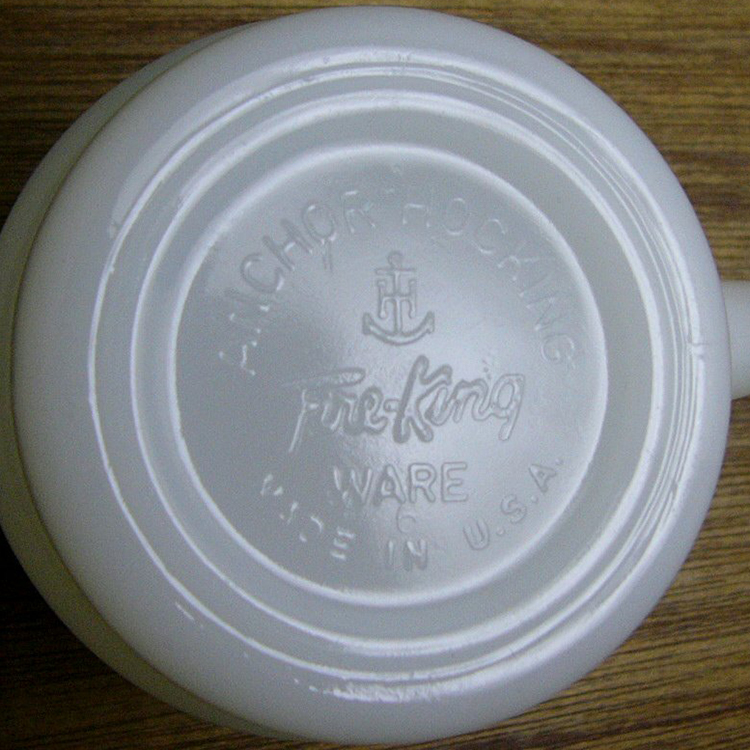 ANCHOR HOCKING
H
Fire-King
WARE
6
MADE IN U.S.A.